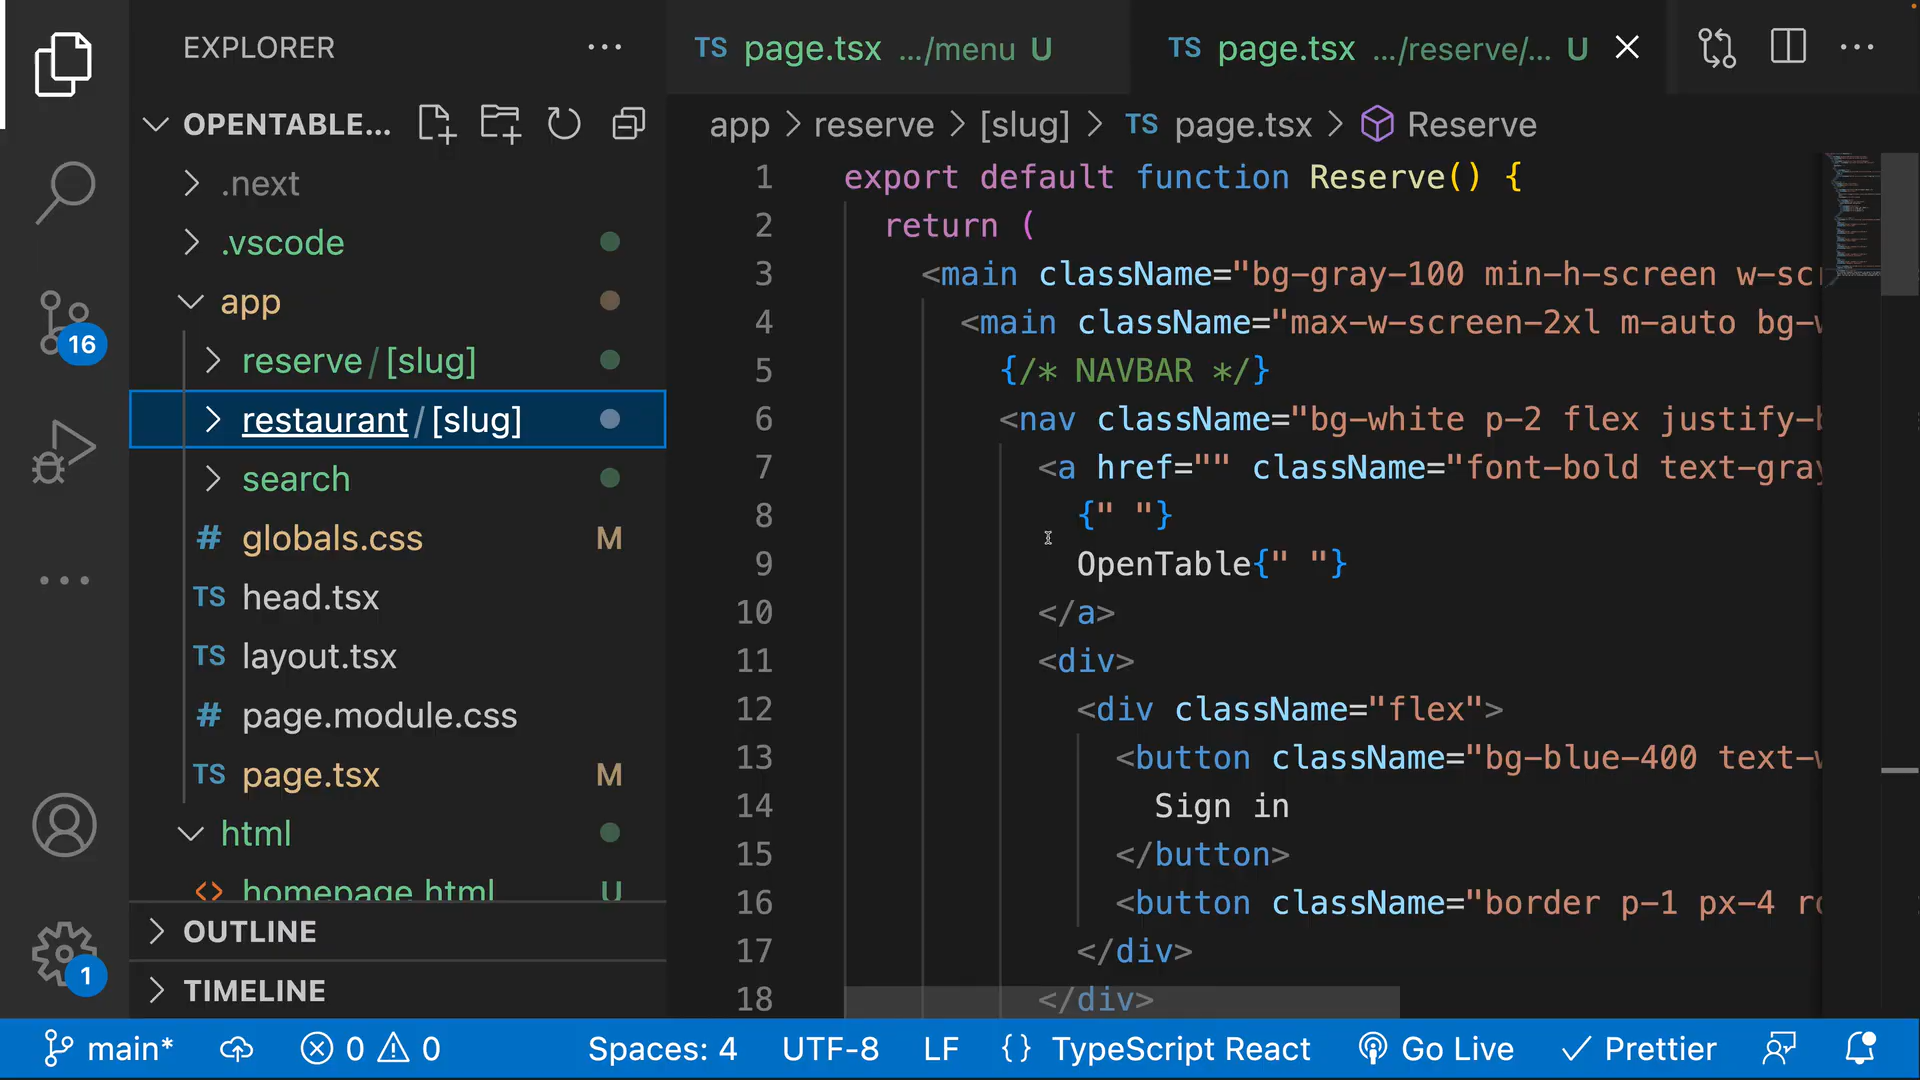 EXPLORER
OPENTABLE...
.next
.vscode
app
reserve/[slug]
restaurant/[slug]
search
# globals.css M
TS head.tsx
TS layout.tsx
# page.module.css
TS page.tsx M
html
<> homepage.html U
OUTLINE
TIMELINE
16
1
TS page.tsx .../menu U
TS page.tsx .../reserve/... U
app > reserve > [slug] > TS page.tsx > Reserve
1 export default function Reserve() {
2 return (
3 <main className="bg-gray-100 min-h-screen w-scr
4 <main className="max-w-screen-2xl m-auto bg-w
5 {/* NAVBAR */}
6 <nav className="bg-white p-2 flex justify-b
7 <a href="" className="font-bold text-gray
8 {" "}
9 OpenTable{" "}
10 </a>
11 <div>
12 <div className="flex">
13 <button className="bg-blue-400 text-w
14 Sign in
15 </button>
16 <button className="border p-1 px-4 ro
17 </div>
18 </div>
main* 0 0 Spaces: 4 UTF-8 LF {} TypeScript React Go Live Prettier